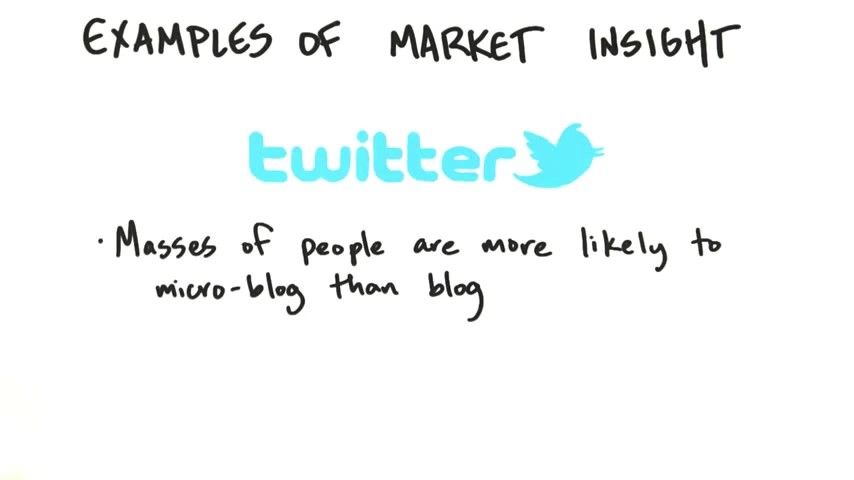 EXAMPLES OF MARKET INSIGHT
twitter
· Masses of people are more likely to
micro-blog than blog